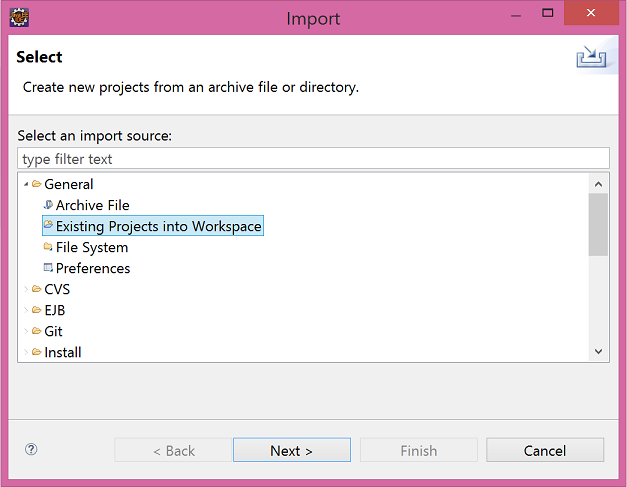 Import
Select
Create new projects from an archive file or directory.
Select an import source:
type filter text
General
Archive File
Existing Projects into Workspace
File System
Preferences
CVS
EJB
Git
Install
?
< Back
Next >
Finish
Cancel